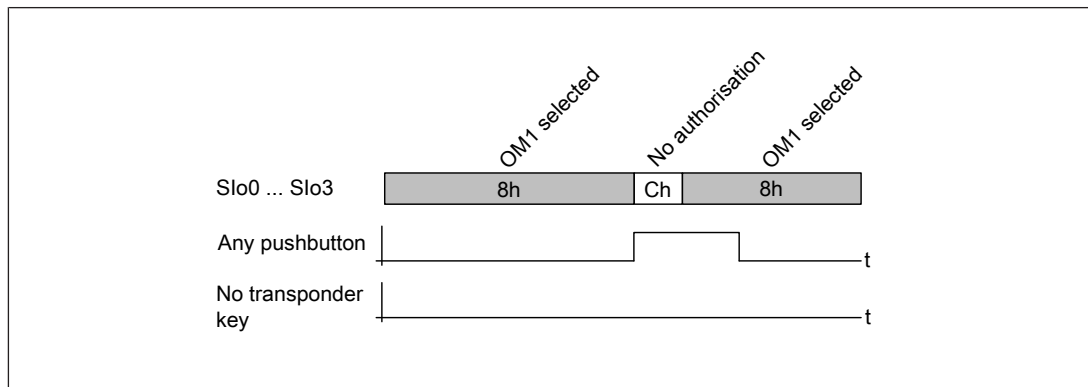 OM1 selected
No authorisation
OM1 selected
SIo0 ... SIo3
8h
Ch
8h
Any pushbutton
t
No transponder
key
t